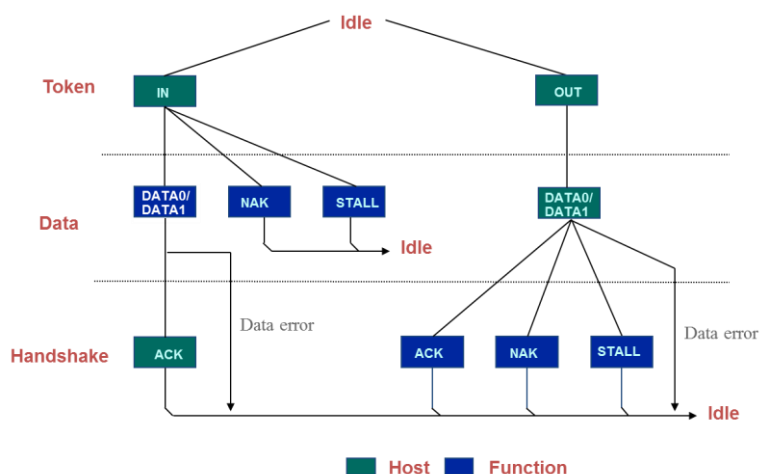 Idle
Token
IN
OUT
DATA0/
DATA1
NAK
STALL
DATA0/
DATA1
Data
Idle
Data error
Data error
Handshake
ACK
ACK
NAK
STALL
Idle
Host
Function